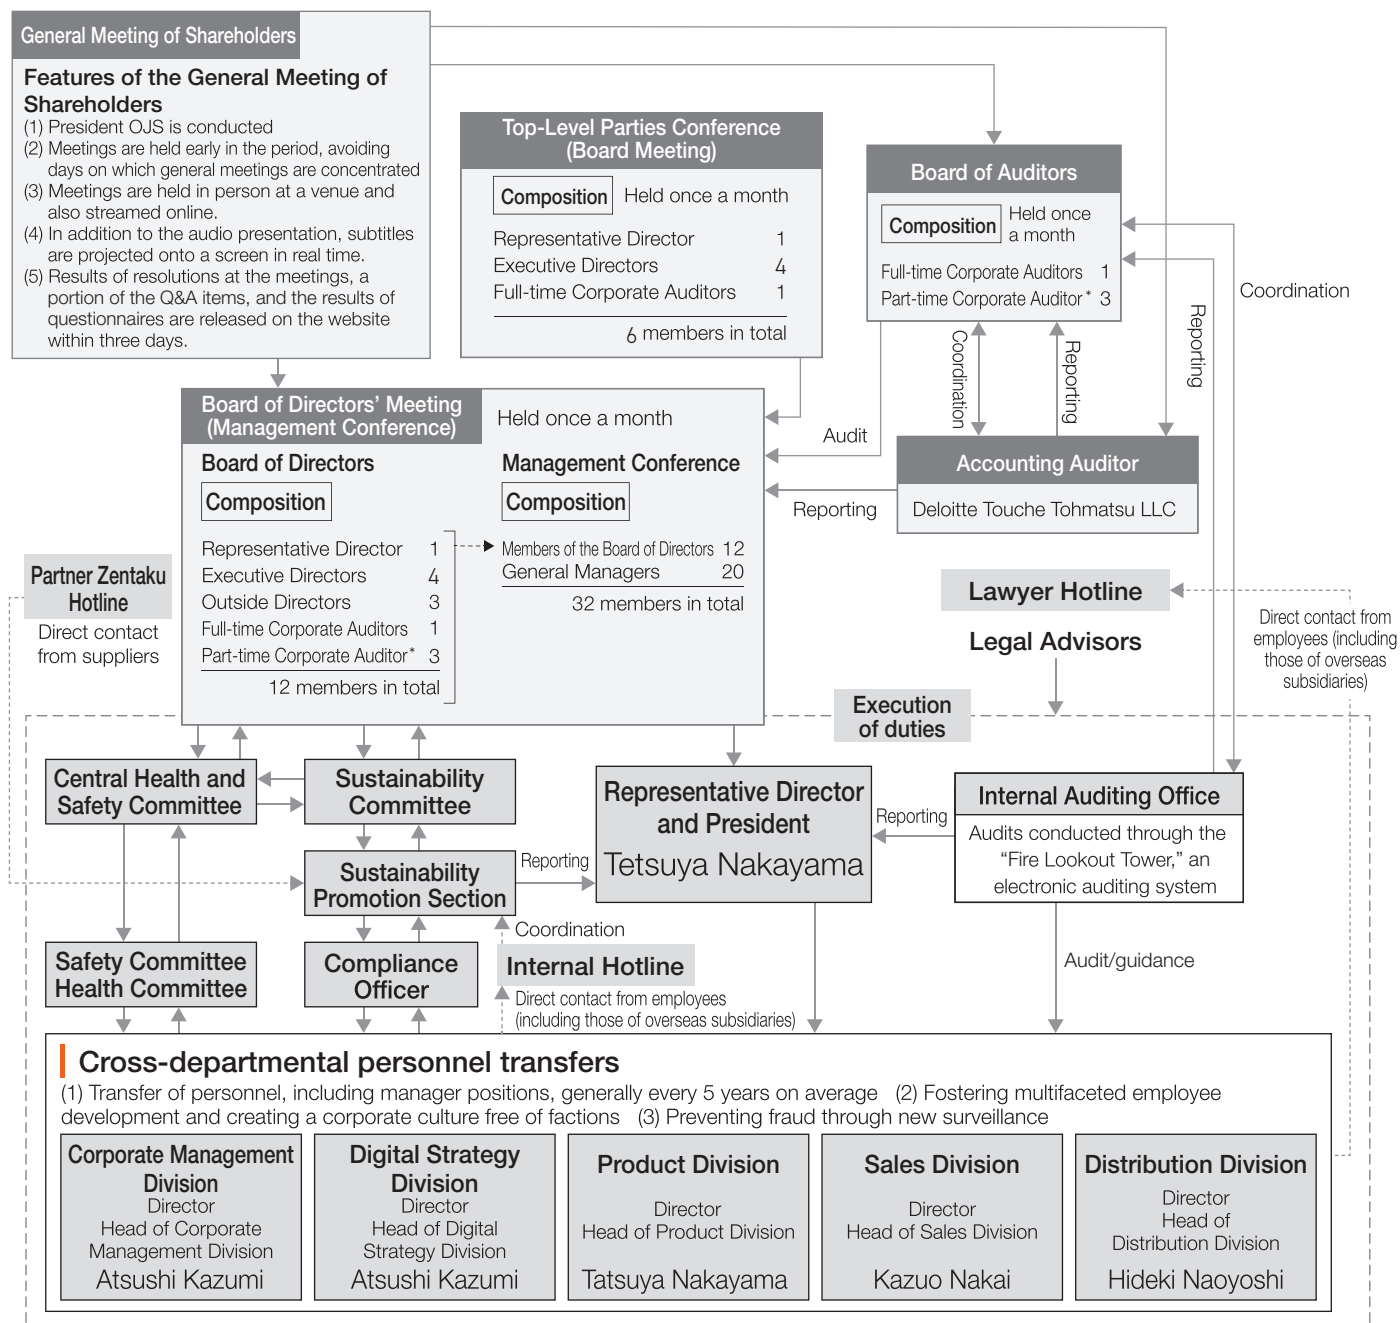 General Meeting of Shareholders
Features of the General Meeting of
Shareholders
(1) President OJS is conducted
(2) Meetings are held early in the period, avoiding
days on which general meetings are concentrated
(3) Meetings are held in person at a venue and
also streamed online.
(4) In addition to the audio presentation, subtitles
are projected onto a screen in real time.
(5) Results of resolutions at the meetings, a
portion of the Q&A items, and the results of
questionnaires are released on the website
within three days.
Top-Level Parties Conference
(Board Meeting)
Composition Held once a month
Representative Director 1
Executive Directors 4
Full-time Corporate Auditors 1
6 members in total
Board of Auditors
Composition
Held once
a month
Full-time Corporate Auditors 1
Part-time Corporate Auditor* 3
Coordination
Reporting
Coordination
Reporting
Audit
Reporting
Accounting Auditor
Deloitte Touche Tohmatsu LLC
Board of Directors' Meeting
(Management Conference)
Held once a month
Board of Directors
Composition
Representative Director 1
Executive Directors 4
Outside Directors 3
Full-time Corporate Auditors 1
Part-time Corporate Auditor* 3
12 members in total
Management Conference
Composition
Members of the Board of Directors 12
General Managers 20
32 members in total
Partner Zentaku
Hotline
Direct contact
from suppliers
Lawyer Hotline
Legal Advisors
Direct contact from
employees (including
those of overseas
subsidiaries)
Execution
of duties
Central Health and
Safety Committee
Sustainability
Committee
Representative Director
and President
Tetsuya Nakayama
Reporting
Internal Auditing Office
Audits conducted through the
“Fire Lookout Tower,” an
electronic auditing system
Sustainability
Promotion Section
Reporting
Coordination
Safety Committee
Health Committee
Compliance
Officer
Internal Hotline
Direct contact from employees
(including those of overseas subsidiaries)
Audit/guidance
Cross-departmental personnel transfers
(1) Transfer of personnel, including manager positions, generally every 5 years on average (2) Fostering multifaceted employee
development and creating a corporate culture free of factions (3) Preventing fraud through new surveillance
Corporate Management
Division
Director
Head of Corporate
Management Division
Atsushi Kazumi
Digital Strategy
Division
Director
Head of Digital
Strategy Division
Atsushi Kazumi
Product Division
Director
Head of Product Division
Tatsuya Nakayama
Sales Division
Director
Head of Sales Division
Kazuo Nakai
Distribution Division
Director
Head of
Distribution Division
Hideki Naoyoshi